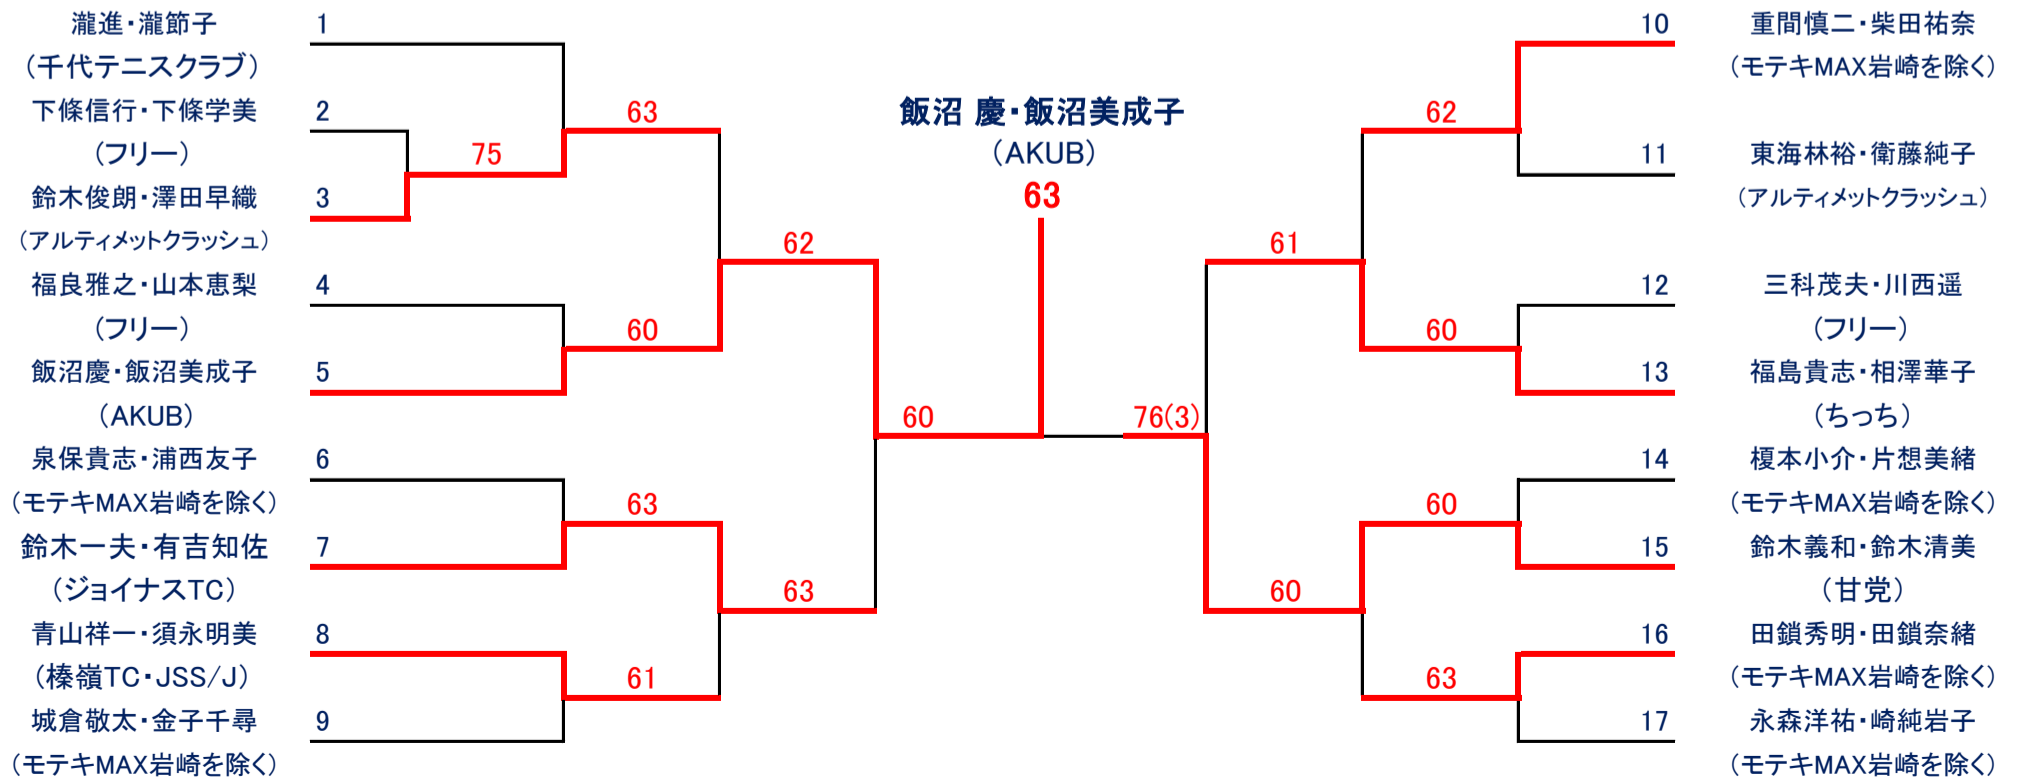 瀧進・瀧節子
1
(千代テニスクラブ)
下條信行・下條学美
2
(フリー)
鈴木俊朗・澤田早織
3
(アルティメットクラッシュ)
福良雅之・山本恵梨
4
(フリー)
飯沼慶・飯沼美成子
5
(AKUB)
泉保貴志・浦西友子
6
(モテキMAX岩崎を除く)
鈴木一夫・有吉知佐
7
(ジョイナスTC)
青山祥一・須永明美
8
(榛嶺TC・JSS/J)
城倉敬太・金子千尋
9
(モテキMAX岩崎を除く)
75
63
60
63
61
62
63
60
飯沼 慶・飯沼美成子
(AKUB)
63
76(3)
61
60
62
60
60
63
10
重間慎二・柴田祐奈
(モテキMAX岩崎を除く)
11
東海林裕・衛藤純子
(アルティメットクラッシュ)
12
三科茂夫・川西遥
(フリー)
13
福島貴志・相澤華子
(ちっち)
14
榎本小介・片想美緒
(モテキMAX岩崎を除く)
15
鈴木義和・鈴木清美
(甘党)
16
田鎖秀明・田鎖奈緒
(モテキMAX岩崎を除く)
17
永森洋祐・崎純岩子
(モテキMAX岩崎を除く)